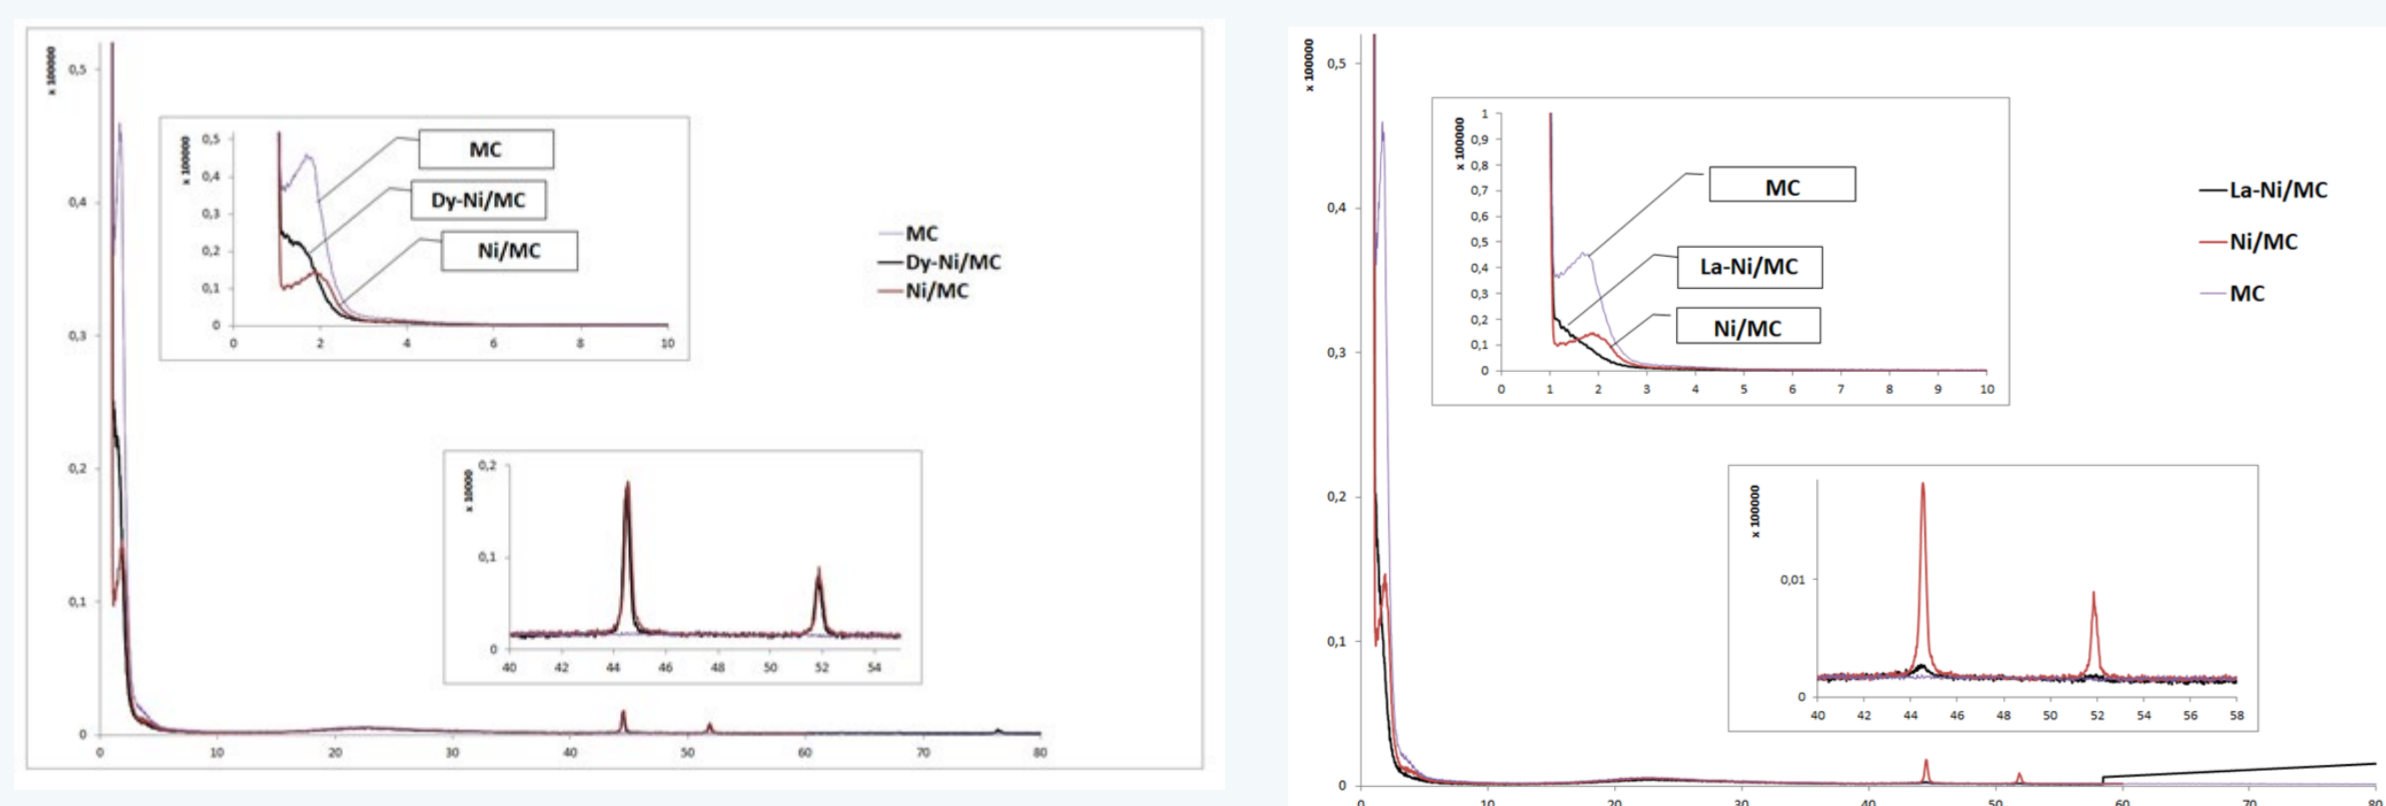 x 100000
0,5
0,4
0,3
0,2
0,1
0
0 10 20 30 40 50 60 70 80
x 100000
0,5
0,4
0,3
0,2
0,1
0
0 2 4 6 8 10
MC
Dy-Ni/MC
Ni/MC
MC
Dy-Ni/MC
Ni/MC
x 10000
0,2
0,1
0
40 42 44 46 48 50 52 54
x 100000
0,5
0,4
0,3
0,2
0,1
0
0 10 20 30 40 50 60 70 80
x 100000
1
0,9
0,8
0,7
0,6
0,5
0,4
0,3
0,2
0,1
0
0 1 2 3 4 5 6 7 8 9 10
MC
La-Ni/MC
Ni/MC
La-Ni/MC
Ni/MC
MC
x 100000
0,01
0
40 42 44 46 48 50 52 54 56 58